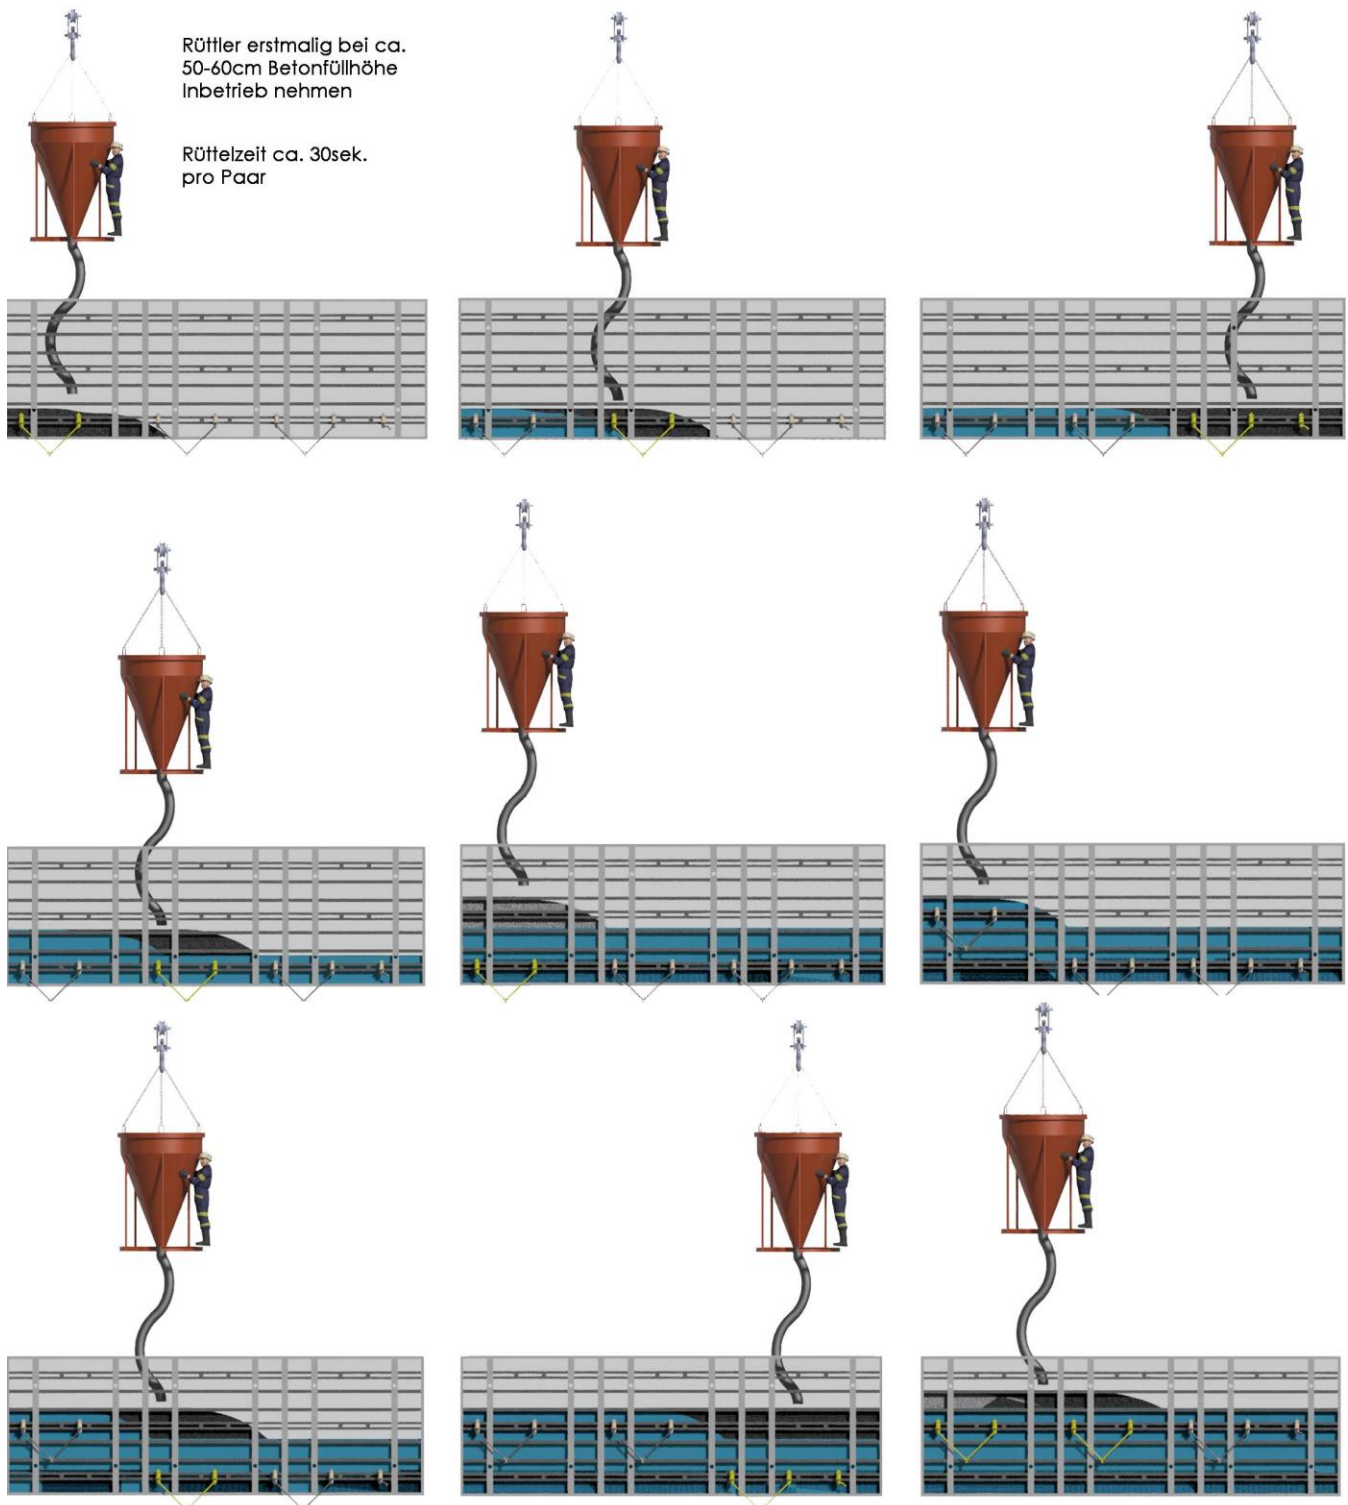 Rüttler erstmalig bei ca.
50-60cm Betonfüllhöhe
Inbetrieb nehmen
Rüttelzeit ca. 30sek.
pro Paar